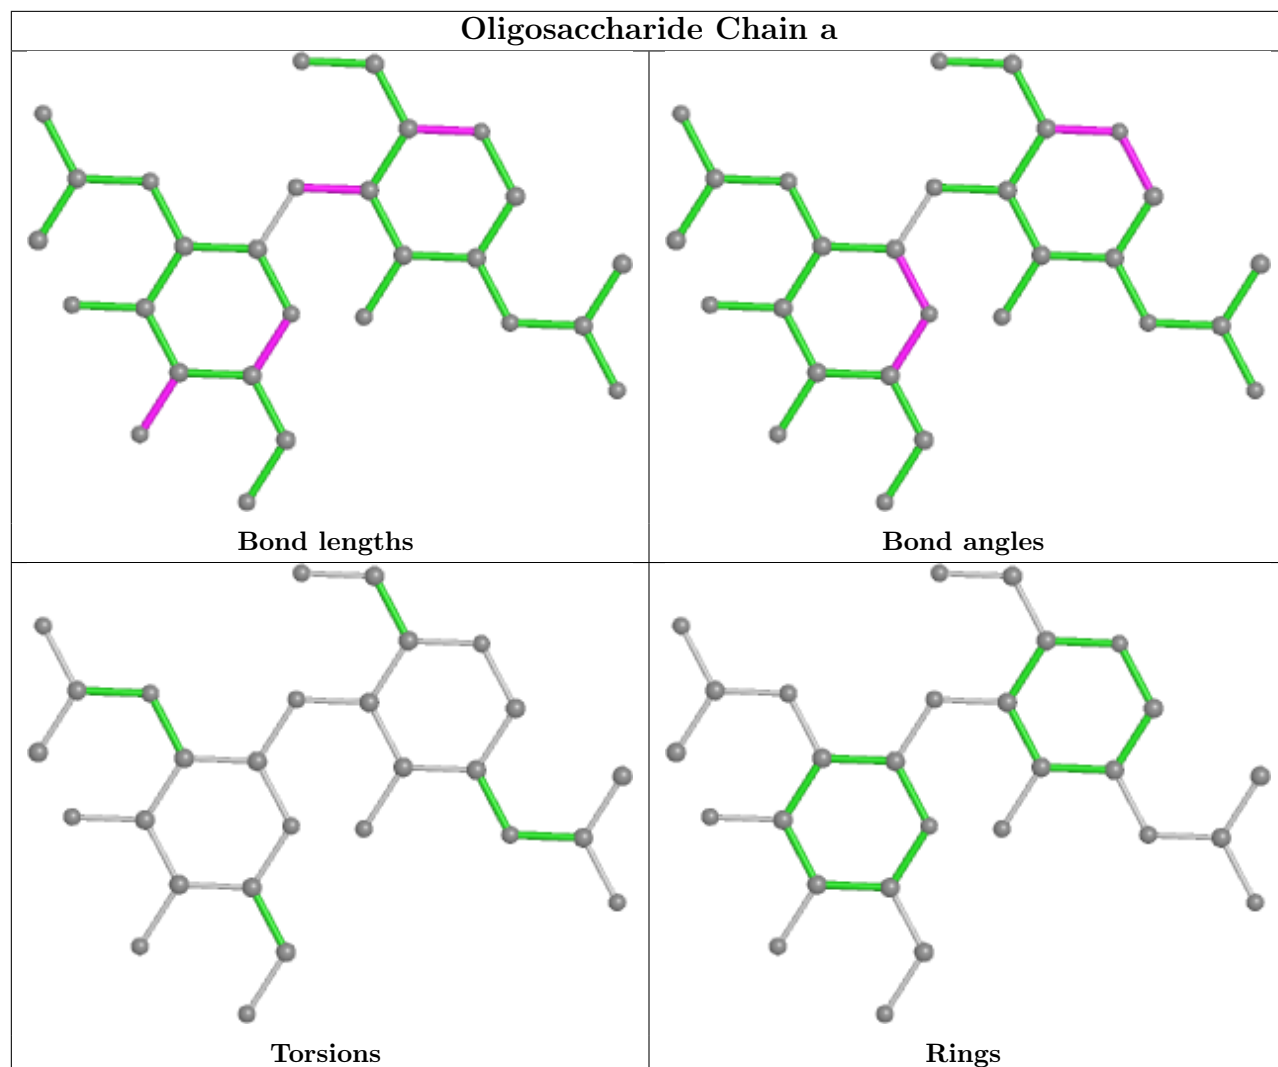 Oligosaccharide Chain a
Bond lengths
Bond angles
Torsions
Rings